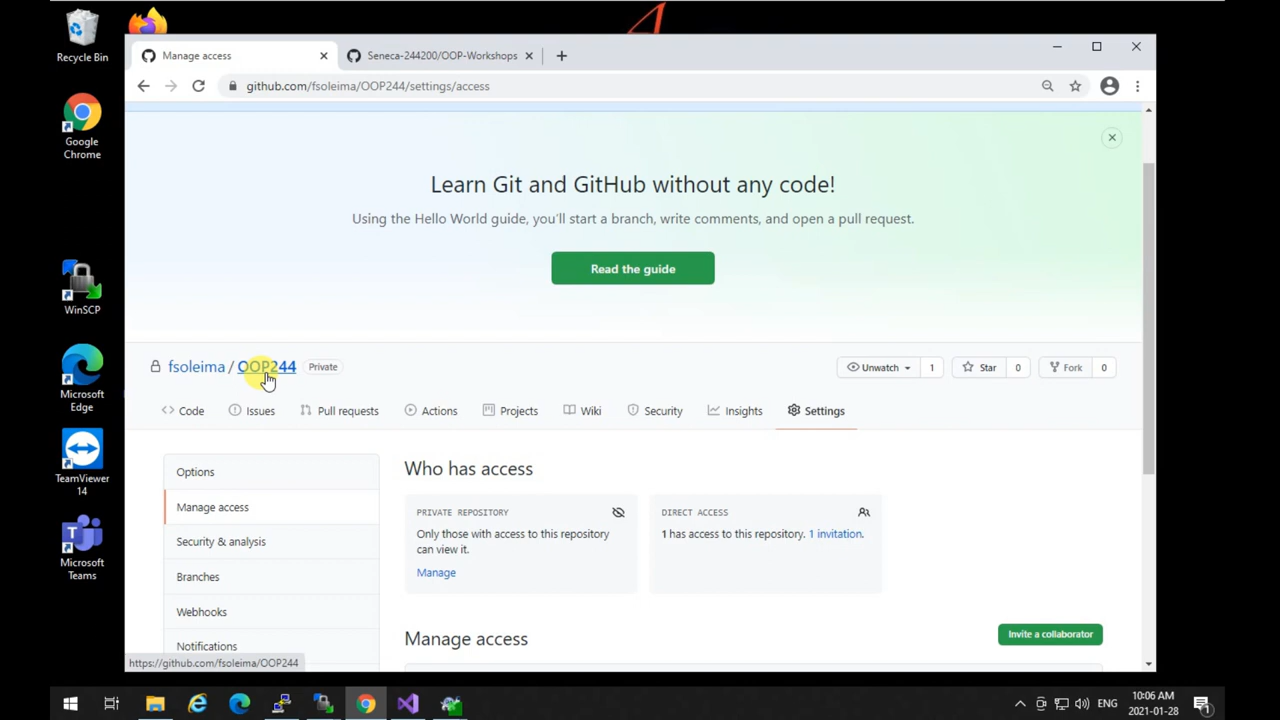 Recycle Bin
Google
Chrome
WinSCP
Microsoft
Edge
TeamViewer
14
Microsoft
Teams
Manage access
Seneca-244200/OOP-Workshops
github.com/fsoleima/OOP244/settings/access
Learn Git and GitHub without any code!
Using the Hello World guide, you'll start a branch, write comments, and open a pull request.
Read the guide
fsoleima / OOP244 Private
Unwatch 1 Star 0 Fork 0
Code Issues Pull requests Actions Projects Wiki Security Insights Settings
Options
Manage access
Security & analysis
Branches
Webhooks
Notifications
Who has access
PRIVATE REPOSITORY
Only those with access to this repository
can view it.
Manage
DIRECT ACCESS
1 has access to this repository. 1 invitation.
Manage access
Invite a collaborator
https://github.com/fsoleima/OOP244
ENG
10:06 AM
2021-01-28
1